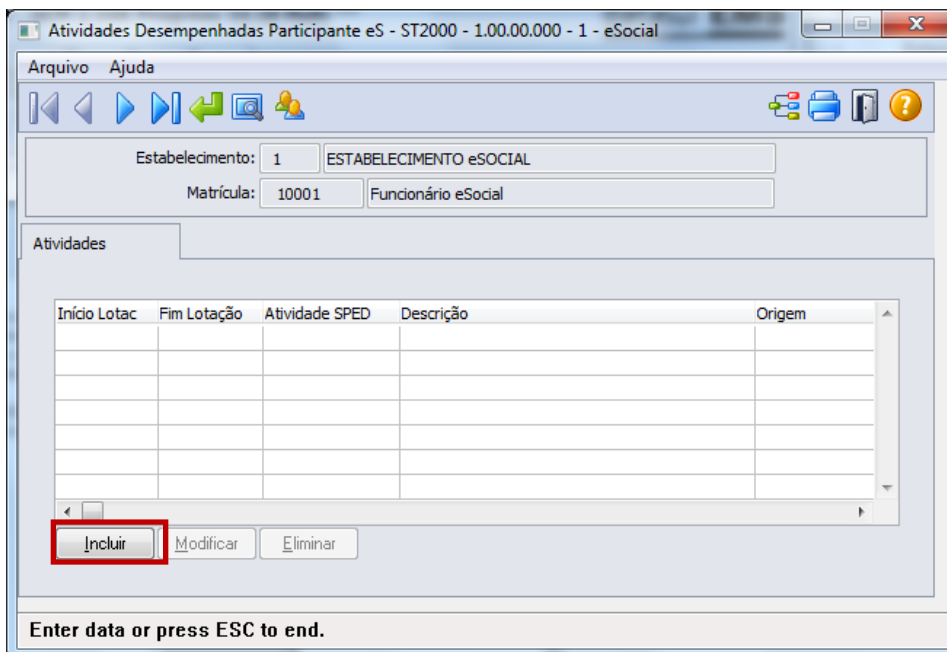 Atividades Desempenhadas Participante eS - ST2000 - 1.00.00.000 - 1 - eSocial
Arquivo Ajuda
Estabelecimento: 1 ESTABELECIMENTO eSOCIAL
Matrícula: 10001 Funcionário eSocial
Atividades
Início Lotac Fim Lotação Atividade SPED Descrição Origem
Incluir Modificar Eliminar
Enter data or press ESC to end.